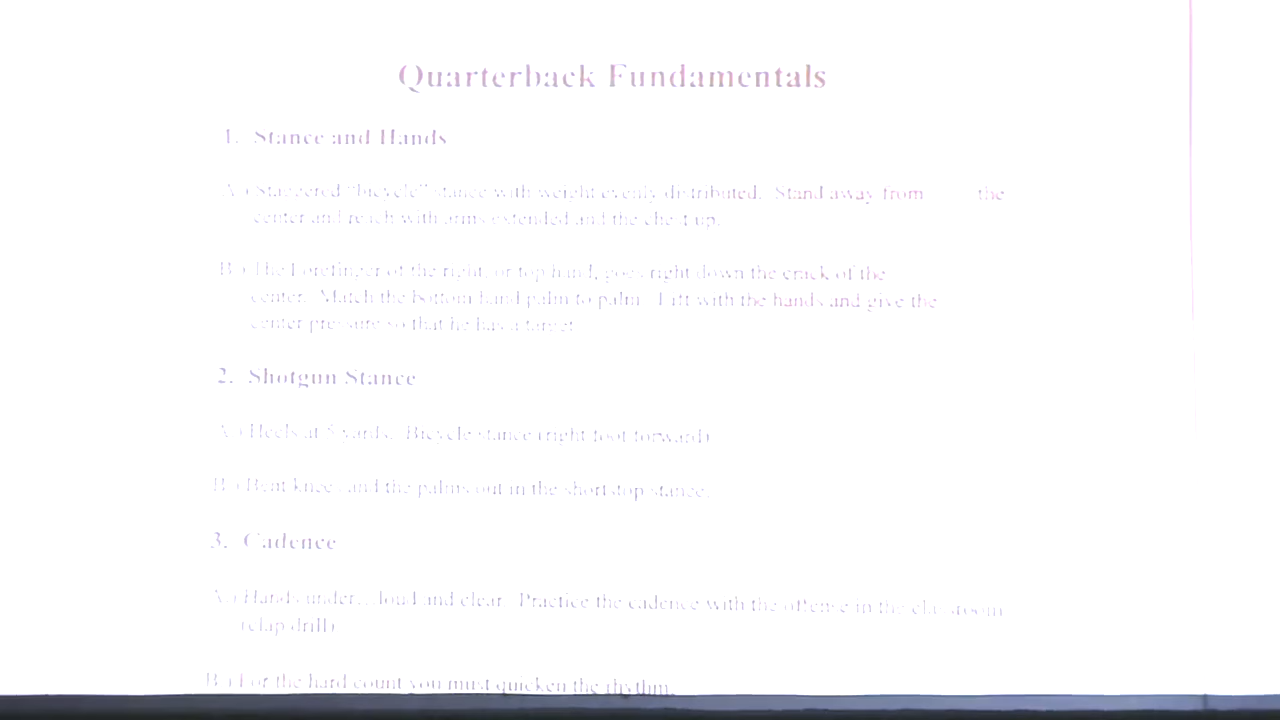 Quarterback Fundamentals
1. Stance and Hands
A.) Staggered "bicycle" stance with weight evenly distributed. Stand away from the
center and reach with arms extended and the chest up.
B.) The Forefinger of the right, or top hand, goes right down the crack of the
center. Match the bottom hand palm to palm. Lift with the hands and give the
center pressure so that he has a target.
2. Shotgun Stance
A.) Heels at 5 yards. Bicycle stance (right foot forward)
B.) Bent knees and the palms out in the short stop stance.
3. Cadence
A.) Hands under...loud and clear. Practice the cadence with the offense in the classroom
(clap drill)
B.) For the hard count you must quicken the rhythm.